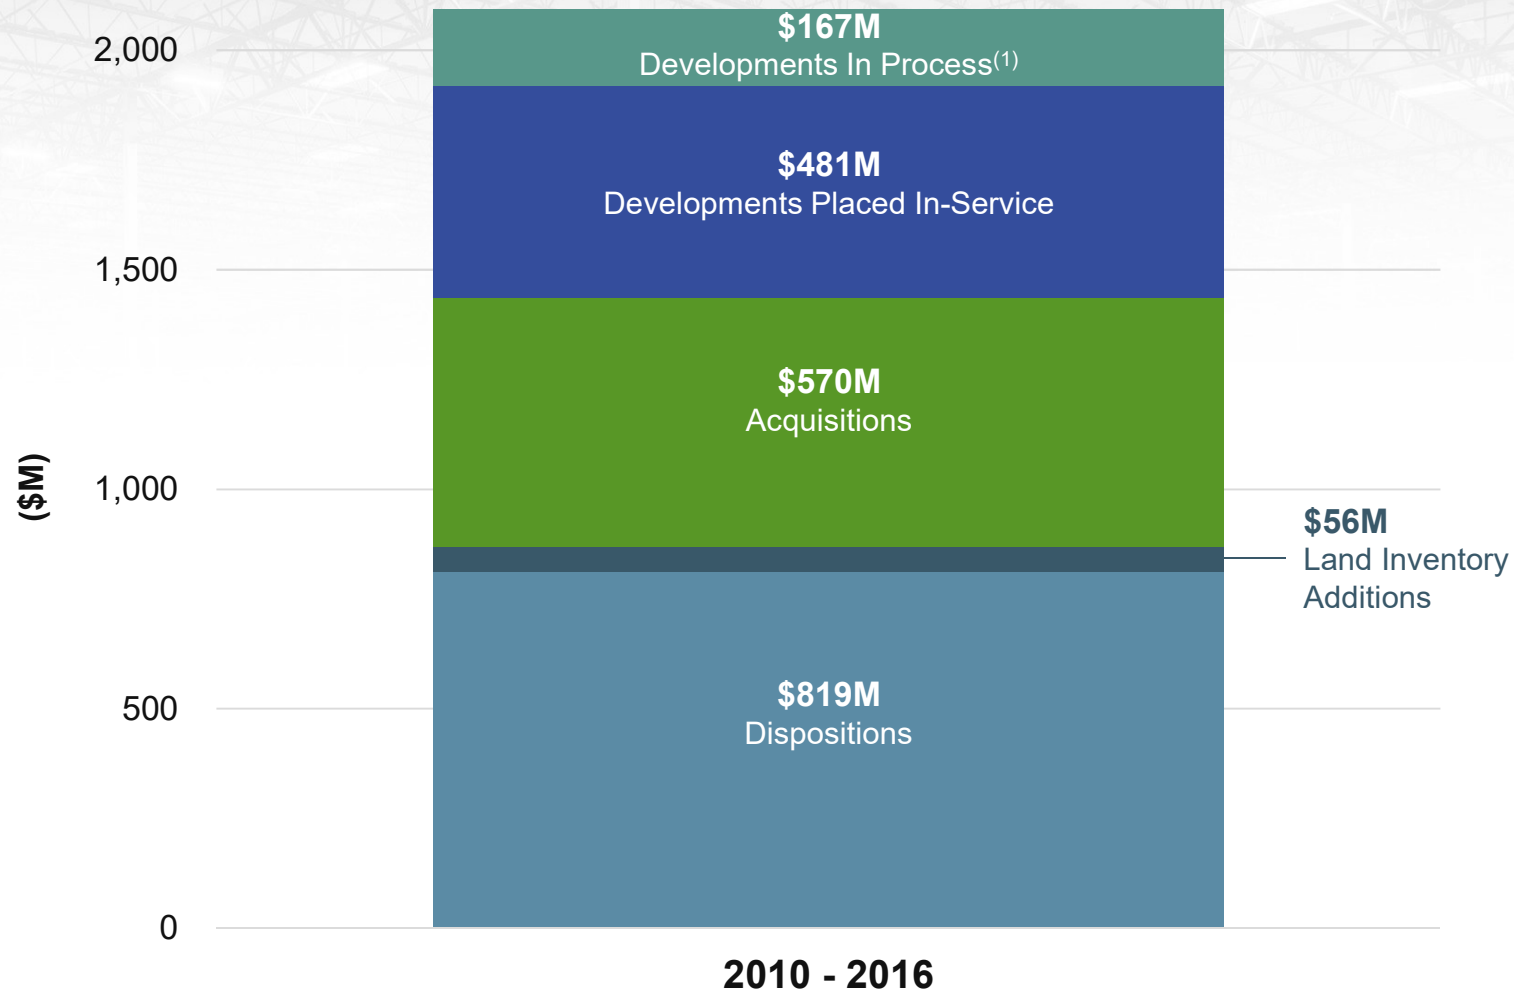 $167M
Developments In Process(1)
2,000
$481M
Developments Placed In-Service
1,500
$570M
Acquisitions
($M)
1,000
$56M
Land Inventory
Additions
$819M
500
Dispositions
0
2010 - 2016